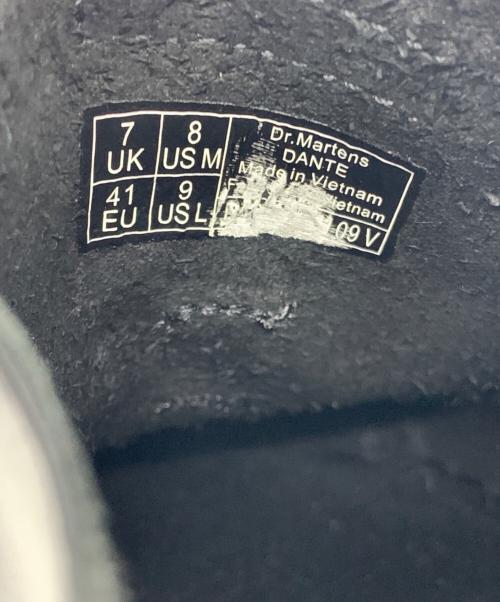 7 UK
8 US M
41 EU
9 US L
Dr.Martens
DANTE
Made in Vietnam
Vietnam
09 V